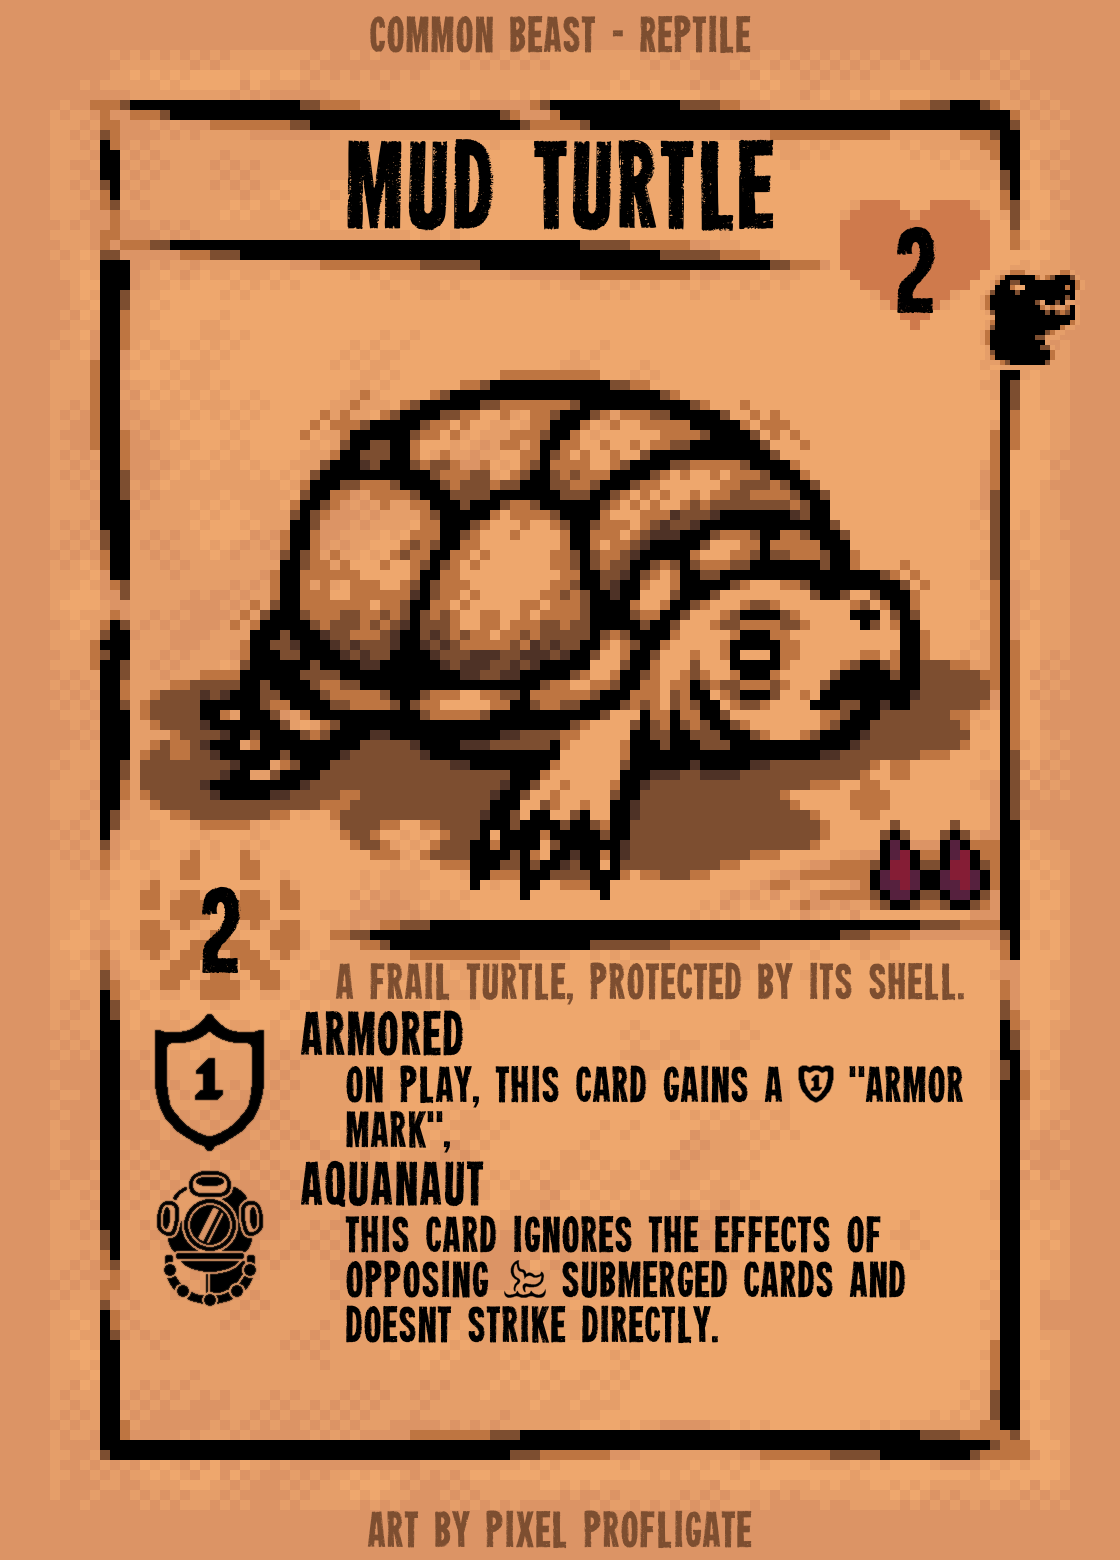 COMMON BEAST - REPTILE
MUD TURTLE
2
2
A FRAIL TURTLE, PROTECTED BY ITS SHELL.
1
ARMORED
ON PLAY, THIS CARD GAINS A 1 "ARMOR
MARK",
AQUANAUT
THIS CARD IGNORES THE EFFECTS OF
OPPOSING SUBMERGED CARDS AND
DOESNT STRIKE DIRECTLY.
ART BY PIXEL PROFLIGATE